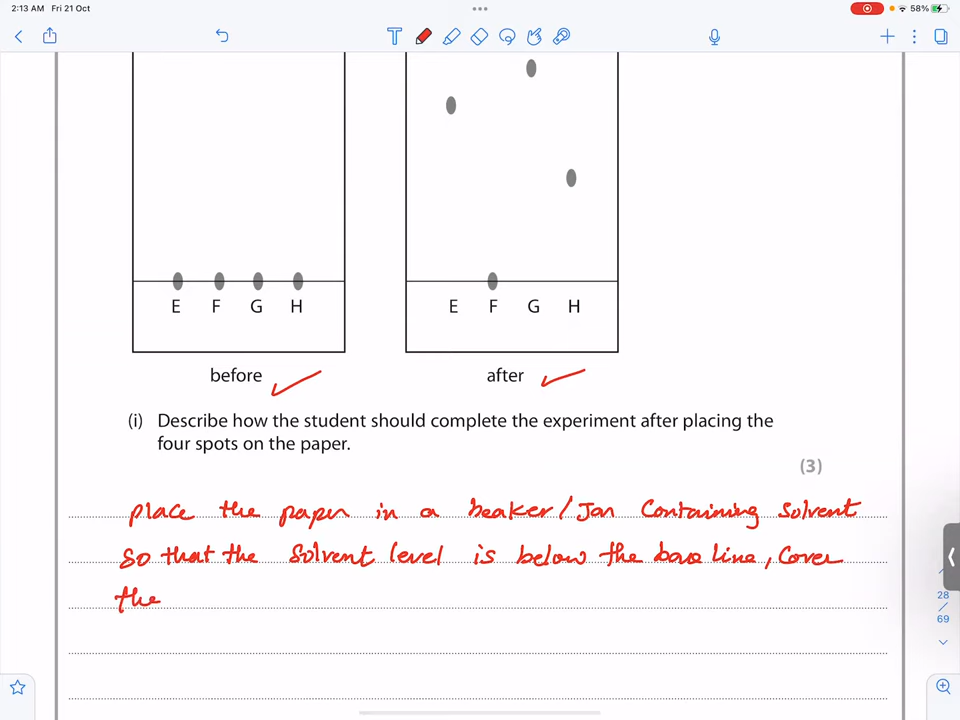 2:13 AM Fri 21 Oct
58%
E F G H
E F G H
before
after
(i) Describe how the student should complete the experiment after placing the
four spots on the paper.
(3)
place the paper in a beaker/Jar Containing Solvent
so that the solvent level is below the base line, Cover
the
28
/
69